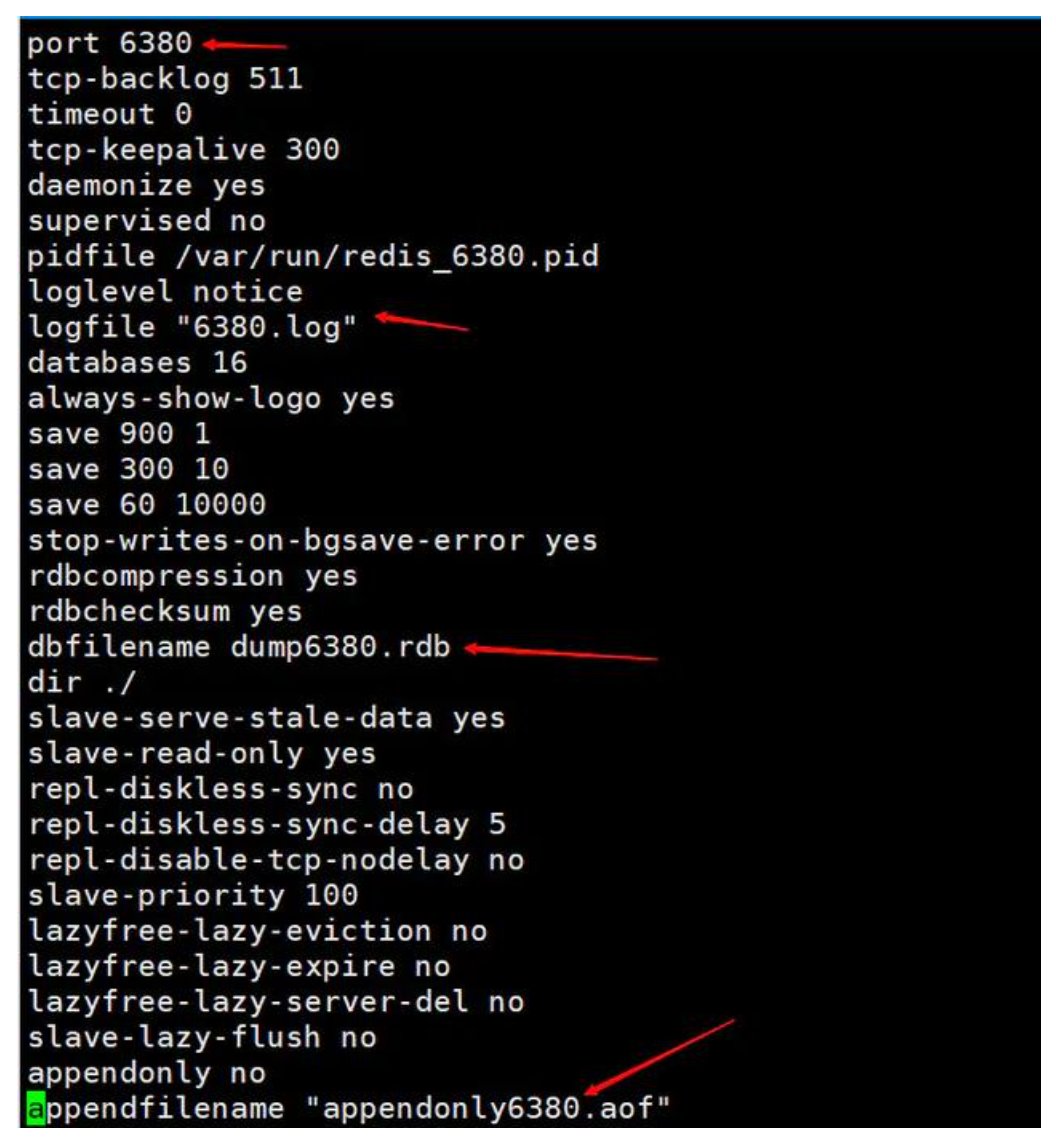 port 6380
tcp-backlog 511
timeout 0
tcp-keepalive 300
daemonize yes
supervised no
pidfile /var/run/redis_6380.pid
loglevel notice
logfile "6380.log"
databases 16
always-show-logo yes
save 900 1
save 300 10
save 60 10000
stop-writes-on-bgsave-error yes
rdbcompression yes
rdbchecksum yes
dbfilename dump6380.rdb
dir ./
slave-serve-stale-data yes
slave-read-only yes
repl-diskless-sync no
repl-diskless-sync-delay 5
repl-disable-tcp-nodelay no
slave-priority 100
lazyfree-lazy-eviction no
lazyfree-lazy-expire no
lazyfree-lazy-server-del no
slave-lazy-flush no
appendonly no
appendfilename "appendonly6380.aof"